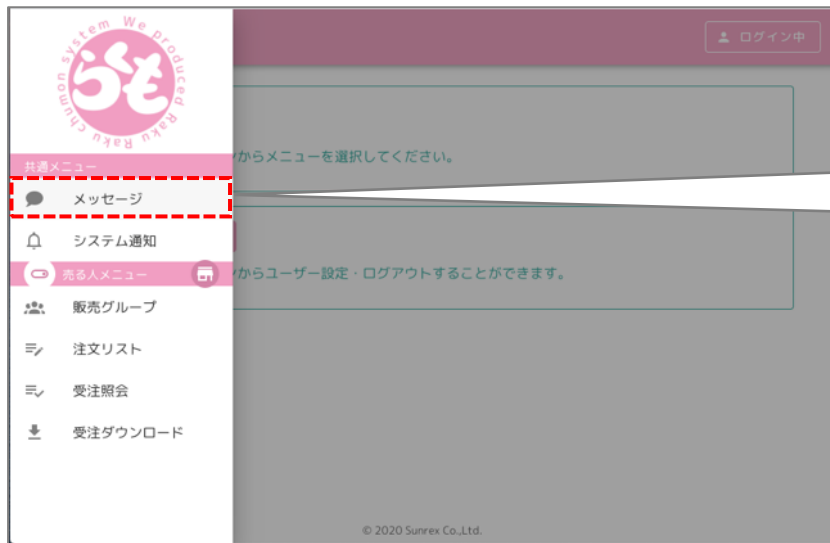 system We produced Raku chumon
らくも
ログイン中
からメニューを選択してください。
共通メニュー
メッセージ
システム通知
売る人メニュー
からユーザー設定・ログアウトすることができます。
販売グループ
注文リスト
受注照会
受注ダウンロード
© 2020 Sunrex Co.,Ltd.